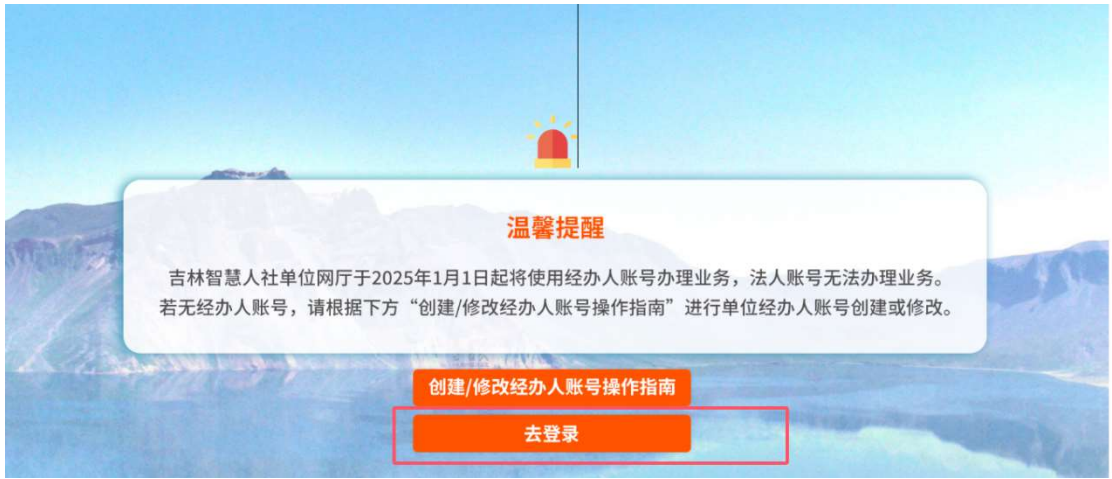 温馨提醒
吉林智慧人社单位网厅于2025年1月1日起将使用经办人账号办理业务，法人账号无法办理业务。
若无经办人账号，请根据下方“创建/修改经办人账号操作指南”进行单位经办人账号创建或修改。
创建/修改经办人账号操作指南
去登录